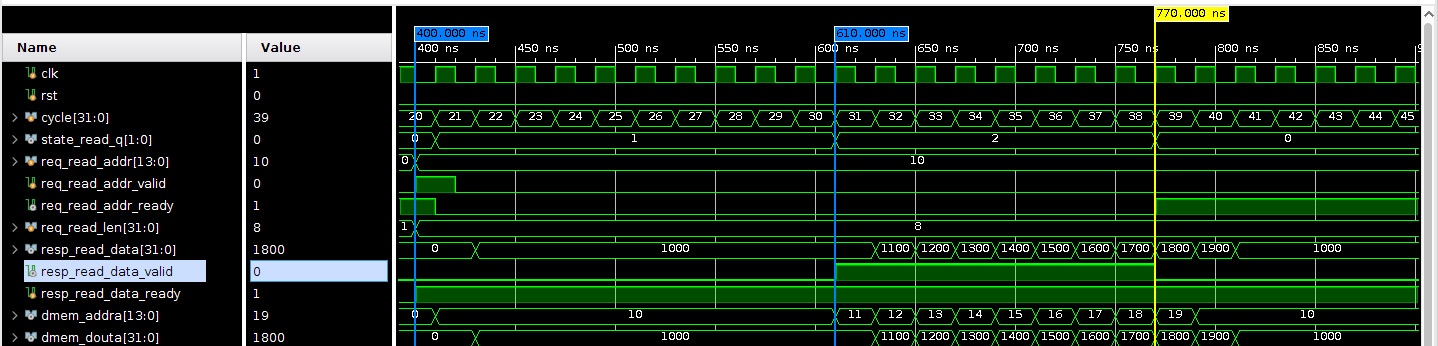 770.000 ns
400.000 ns 610.000 ns
Name Value 400 ns 450 ns 500 ns 550 ns 600 650 ns 700 ns 750 ns 800 ns 850 ns
clk 1
rst 0
cycle[31:0] 39 20 21 22 23 24 25 26 27 28 29 30 31 32 33 34 35 36 37 38 39 40 41 42 43 44 45
state_read_q[1:0] 0 0 1 2 0
req_read_addr[13:0] 10 0 10
req_read_addr_valid 0
req_read_addr_ready 1
req_read_len[31:0] 8 1 8
resp_read_data[31:0] 1800 0 1000 1100 1200 1300 1400 1500 1600 1700 1800 1900 1000
resp_read_data_valid 0
resp_read_data_ready 1
dmem_addra[13:0] 19 0 10 11 12 13 14 15 16 17 18 19 10
dmem_douta[31:0] 1800 0 1000 1100 1200 1300 1400 1500 1600 1700 1800 1900 1000